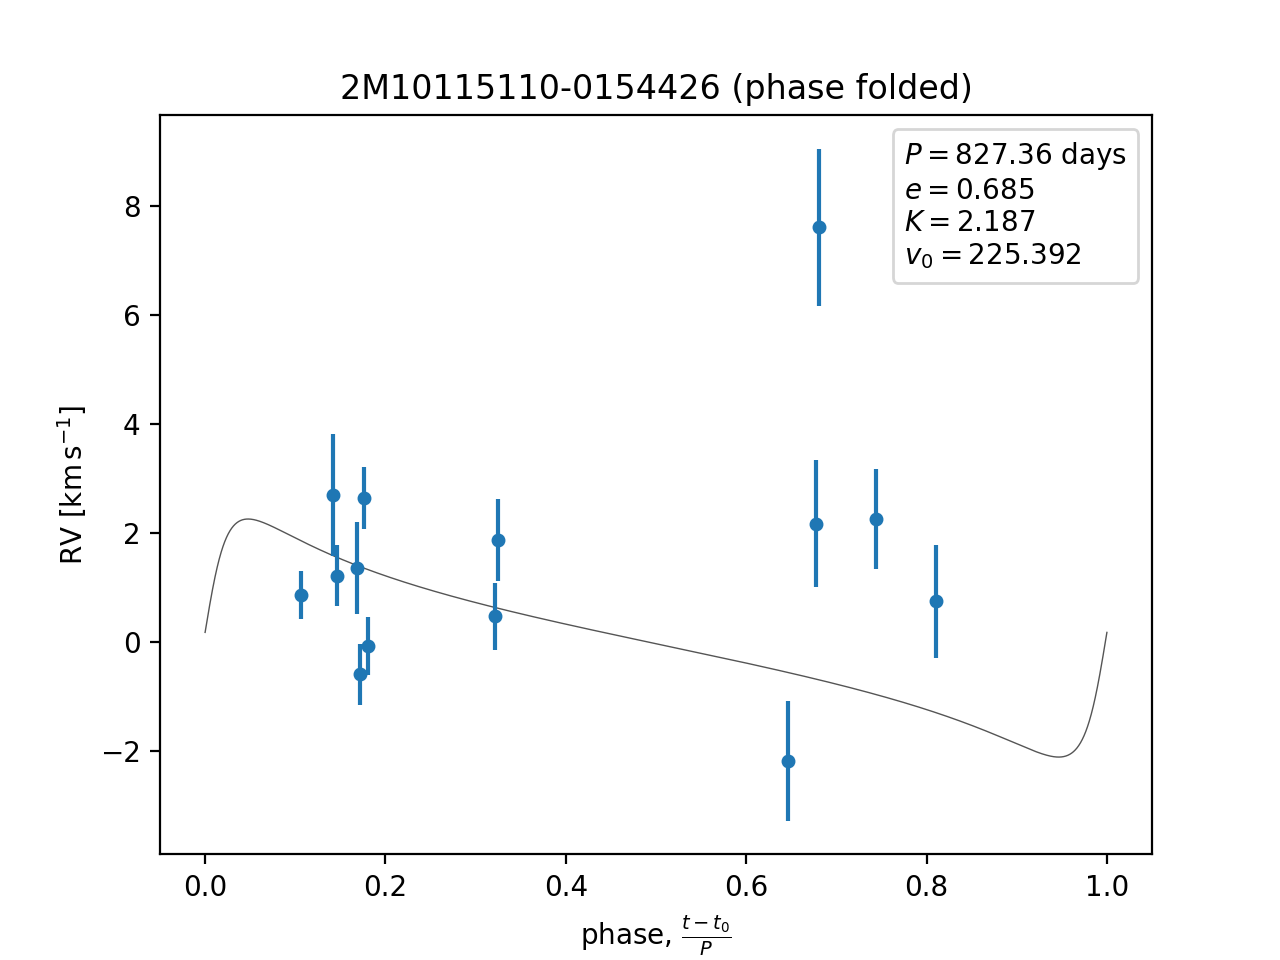 2M10115110-0154426 (phase folded)
P = 827.36 days
e = 0.685
K = 2.187
v₀ = 225.392
RV [km s⁻¹]
8
6
4
2
0
−2
0.0 0.2 0.4 0.6 0.8 1.0
phase, (t − t₀)/P